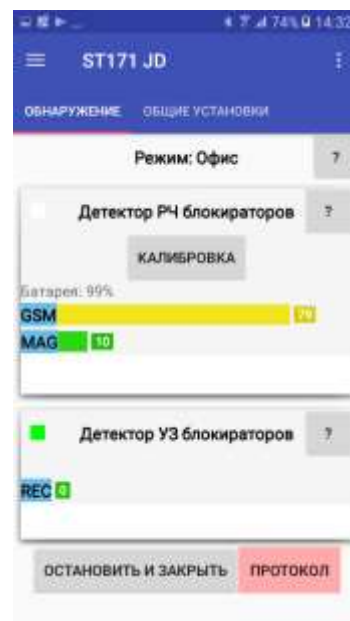 74% 14:32
ST171 JD
ОБНАРУЖЕНИЕ ОБЩИЕ УСТАНОВКИ
Режим: Офис ?
Детектор РЧ блокираторов ?
КАЛИБРОВКА
Батарея: 99%
GSM
MAG 10
Детектор УЗ блокираторов ?
REC 0
ОСТАНОВИТЬ И ЗАКРЫТЬ ПРОТОКОЛ